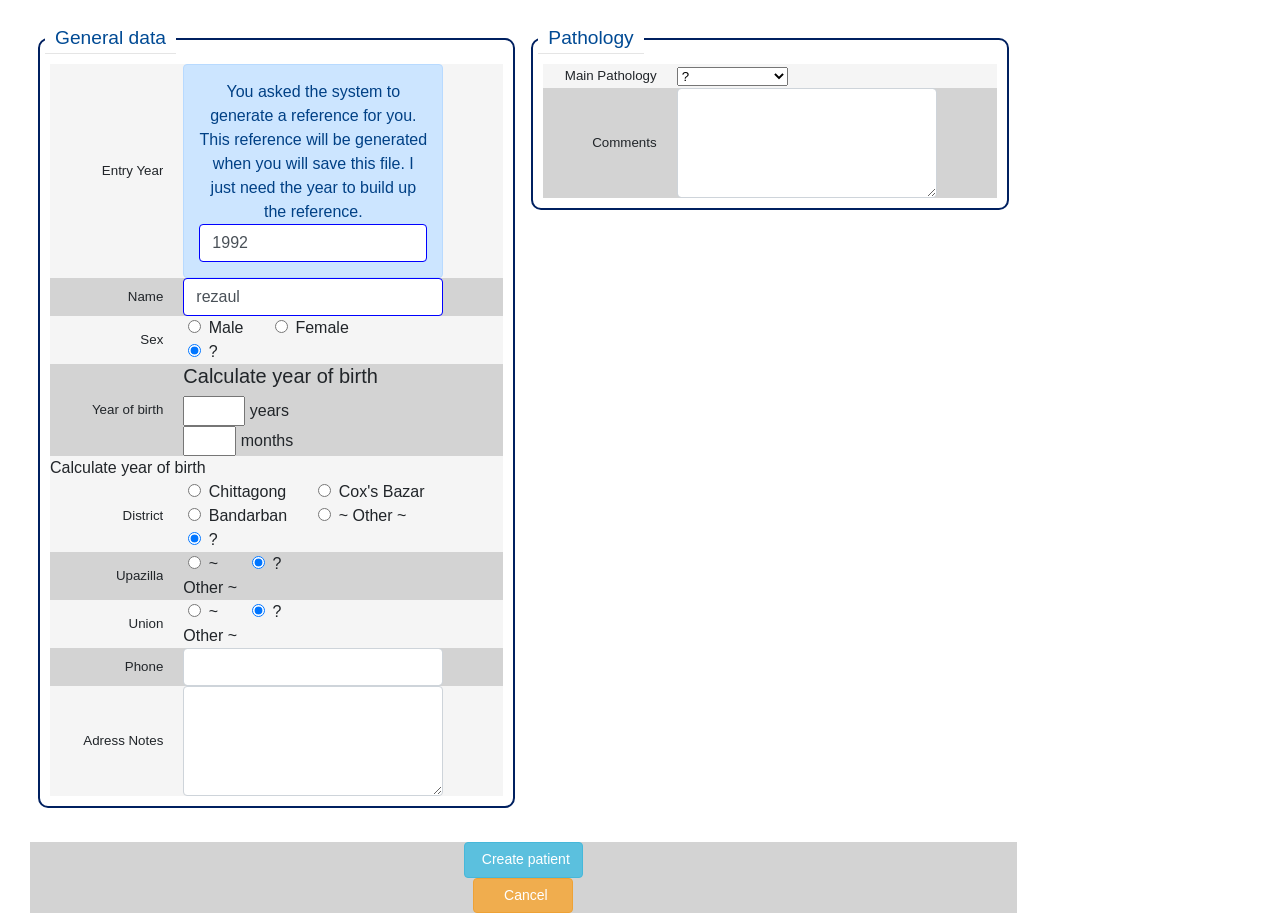 General data
Entry Year
You asked the system to
generate a reference for you.
This reference will be generated
when you will save this file. I
just need the year to build up
the reference.
1992
Name
rezaul
Sex
Male Female
?
Year of birth
Calculate year of birth
years
months
Calculate year of birth
District
Chittagong Cox's Bazar
Bandarban ~ Other ~
?
Upazilla
~ ?
Other ~
Union
~ ?
Other ~
Phone
Adress Notes
Pathology
Main Pathology ?
Comments
Create patient
Cancel